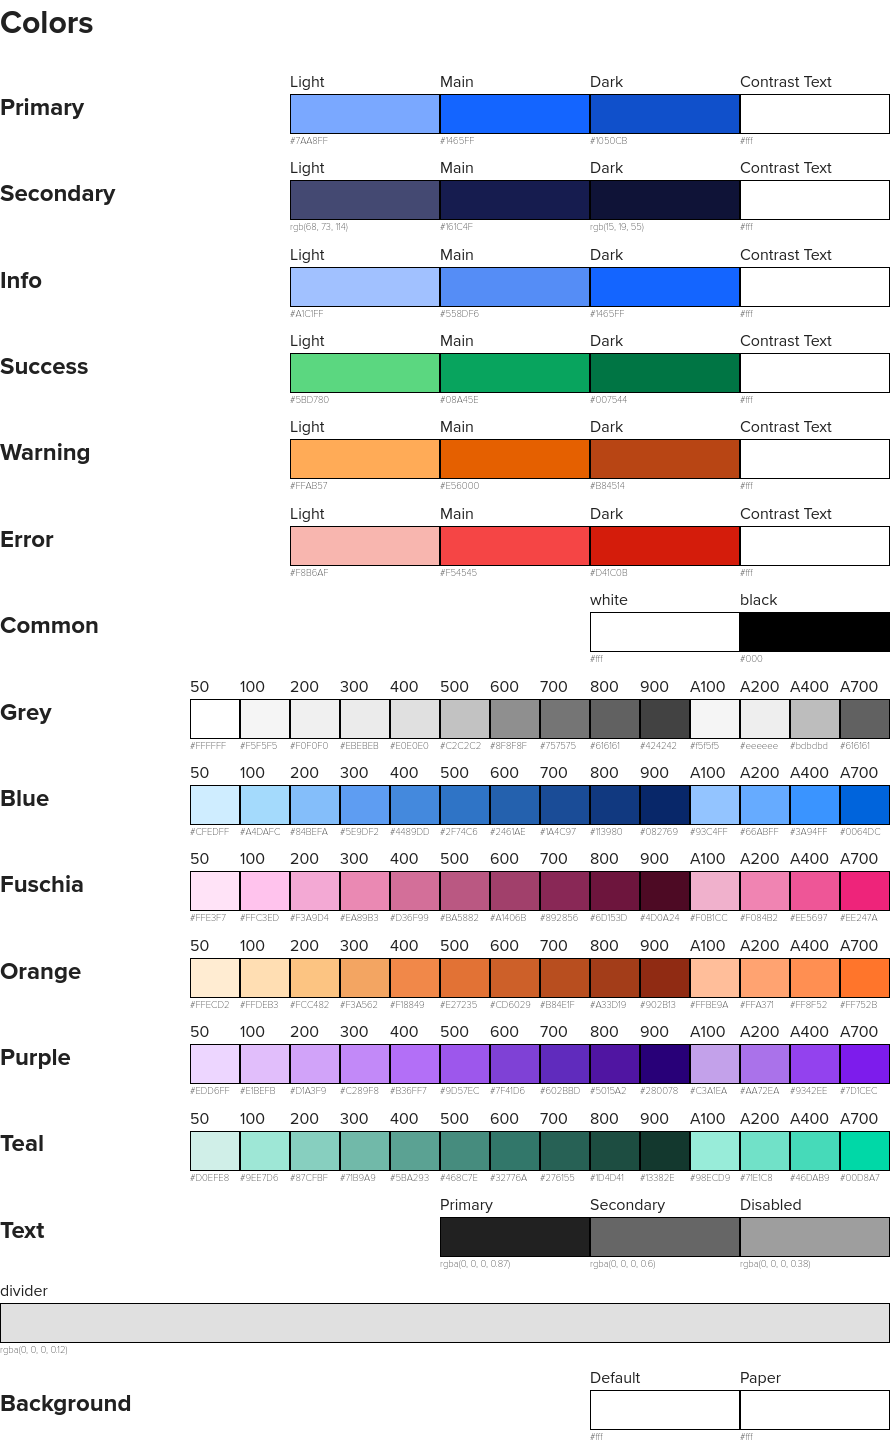 Colors
Light Main Dark Contrast Text
Primary
#7AA8FF #1465FF #1050CB #fff
Light Main Dark Contrast Text
Secondary
rgb(68, 73, 114) #161C4F rgb(15, 19, 55) #fff
Light Main Dark Contrast Text
Info
#A1C1FF #558DF6 #1465FF #fff
Light Main Dark Contrast Text
Success
#5BD780 #08A45E #007544 #fff
Light Main Dark Contrast Text
Warning
#FFAB57 #E56000 #B84514 #fff
Light Main Dark Contrast Text
Error
#F8B6AF #F54545 #D41C0B #fff
white black
Common
#fff #000
50 100 200 300 400 500 600 700 800 900 A100 A200 A400 A700
Grey
#FFFFFF #F5F5F5 #F0F0F0 #EBEBEB #E0E0E0 #C2C2C2 #8F8F8F #757575 #616161 #424242 #f5f5f5 #eeeeee #bdbdbd #616161
50 100 200 300 400 500 600 700 800 900 A100 A200 A400 A700
Blue
#CFEDFF #A4DAFC #84BEFA #5E9DF2 #4489DD #2F74C6 #2461AE #1A4C97 #113980 #082769 #93C4FF #66ABFF #3A94FF #0064DC
50 100 200 300 400 500 600 700 800 900 A100 A200 A400 A700
Fuschia
#FFE3F7 #FFC3ED #F3A9D4 #EA89B3 #D36F99 #BA5882 #A1406B #892856 #6D153D #4D0A24 #F0B1CC #F084B2 #EE5697 #EE247A
50 100 200 300 400 500 600 700 800 900 A100 A200 A400 A700
Orange
#FFECD2 #FFDEB3 #FCC482 #F3A562 #F18849 #E27235 #CD6029 #B84E1F #A33D19 #902B13 #FFBE9A #FFA371 #FF8F52 #FF752B
50 100 200 300 400 500 600 700 800 900 A100 A200 A400 A700
Purple
#EDD6FF #E1BEFB #D1A3F9 #C289F8 #B36FF7 #9D57EC #7F41D6 #602BBD #5015A2 #280078 #C3A1EA #AA72EA #9342EE #7D1CEC
50 100 200 300 400 500 600 700 800 900 A100 A200 A400 A700
Teal
#D0EFE8 #9EE7D6 #87CFBF #71B9A9 #5BA293 #468C7E #32776A #276155 #1D4D41 #13382E #98ECD9 #71E1C8 #46DAB9 #00D8A7
Primary Secondary Disabled
Text
rgba(0, 0, 0, 0.87) rgba(0, 0, 0, 0.6) rgba(0, 0, 0, 0.38)
divider
rgba(0, 0, 0, 0.12)
Default Paper
Background
#fff #fff